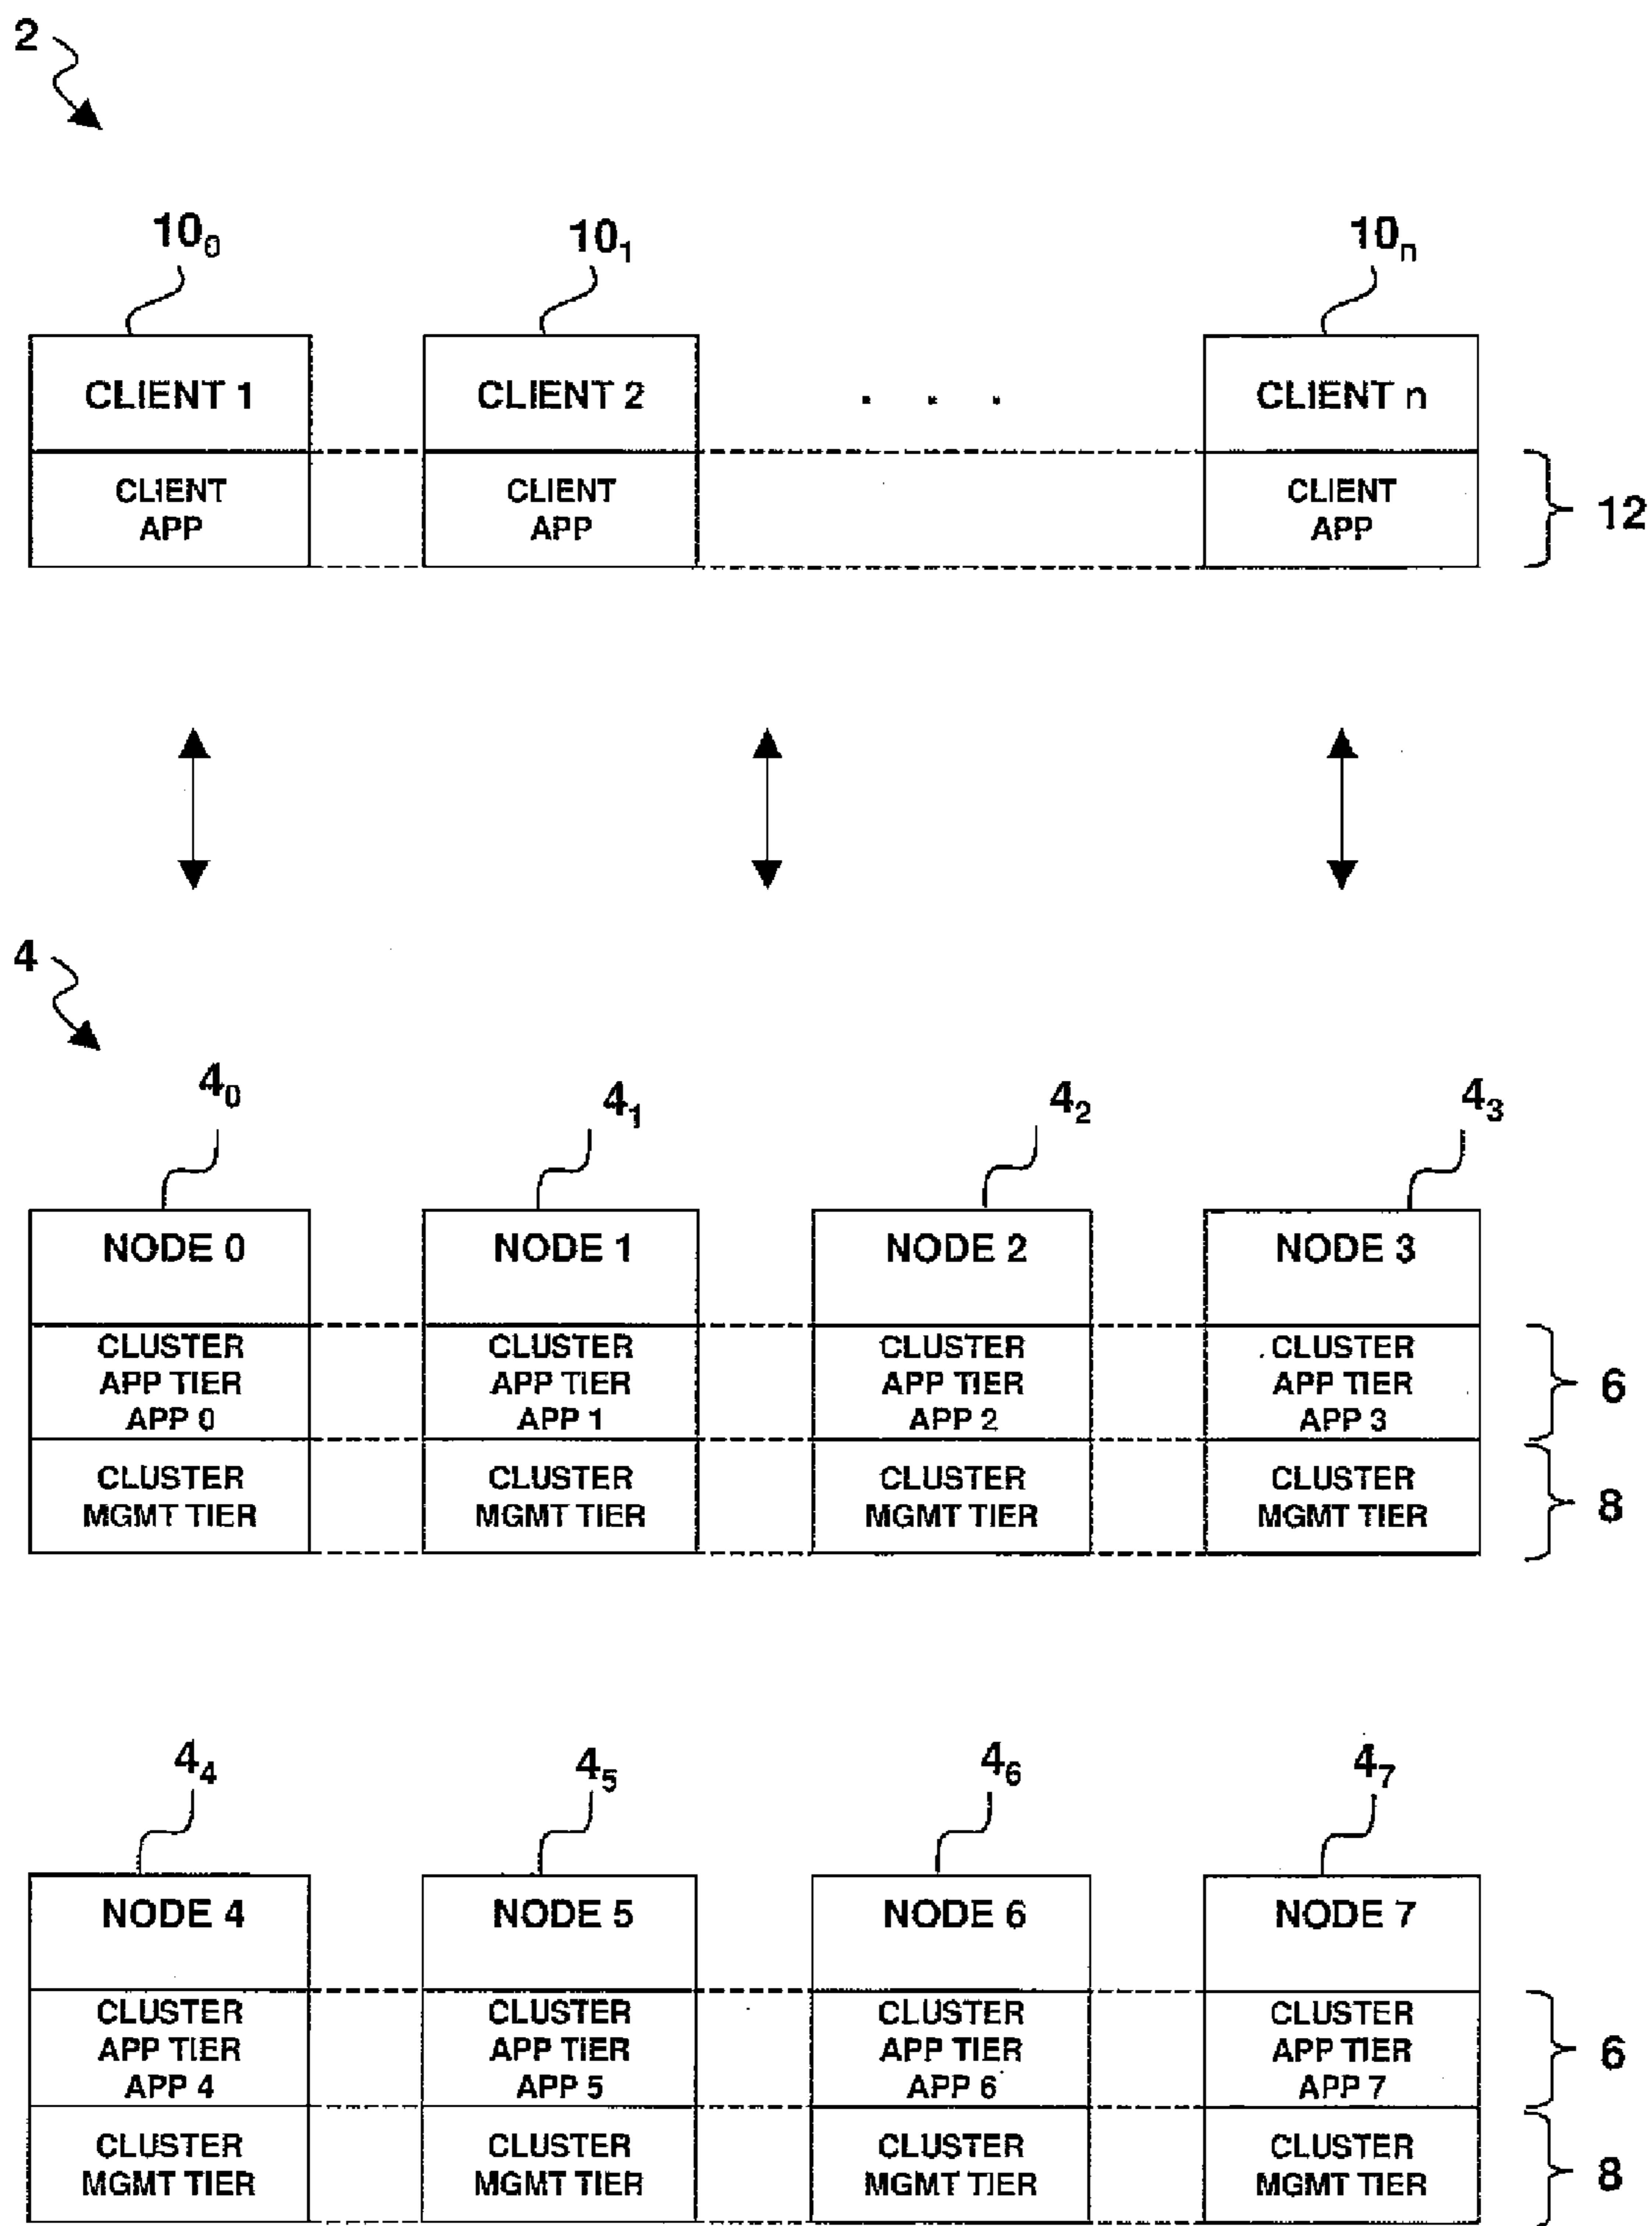 2
10₀ 10₁ 10ₙ
CLIENT 1 CLIENT 2 . . . CLIENT n
CLIENT CLIENT CLIENT
APP APP APP
12
4
4₀ 4₁ 4₂ 4₃
NODE 0 NODE 1 NODE 2 NODE 3
CLUSTER CLUSTER CLUSTER CLUSTER
APP TIER APP TIER APP TIER APP TIER
6
APP 0 APP 1 APP 2 APP 3
CLUSTER CLUSTER CLUSTER CLUSTER
MGMT TIER MGMT TIER MGMT TIER MGMT TIER
8
4₄ 4₅ 4₆ 4₇
NODE 4 NODE 5 NODE 6 NODE 7
CLUSTER CLUSTER CLUSTER CLUSTER
APP TIER APP TIER APP TIER APP TIER
6
APP 4 APP 5 APP 6 APP 7
CLUSTER CLUSTER CLUSTER CLUSTER
MGMT TIER MGMT TIER MGMT TIER MGMT TIER
8